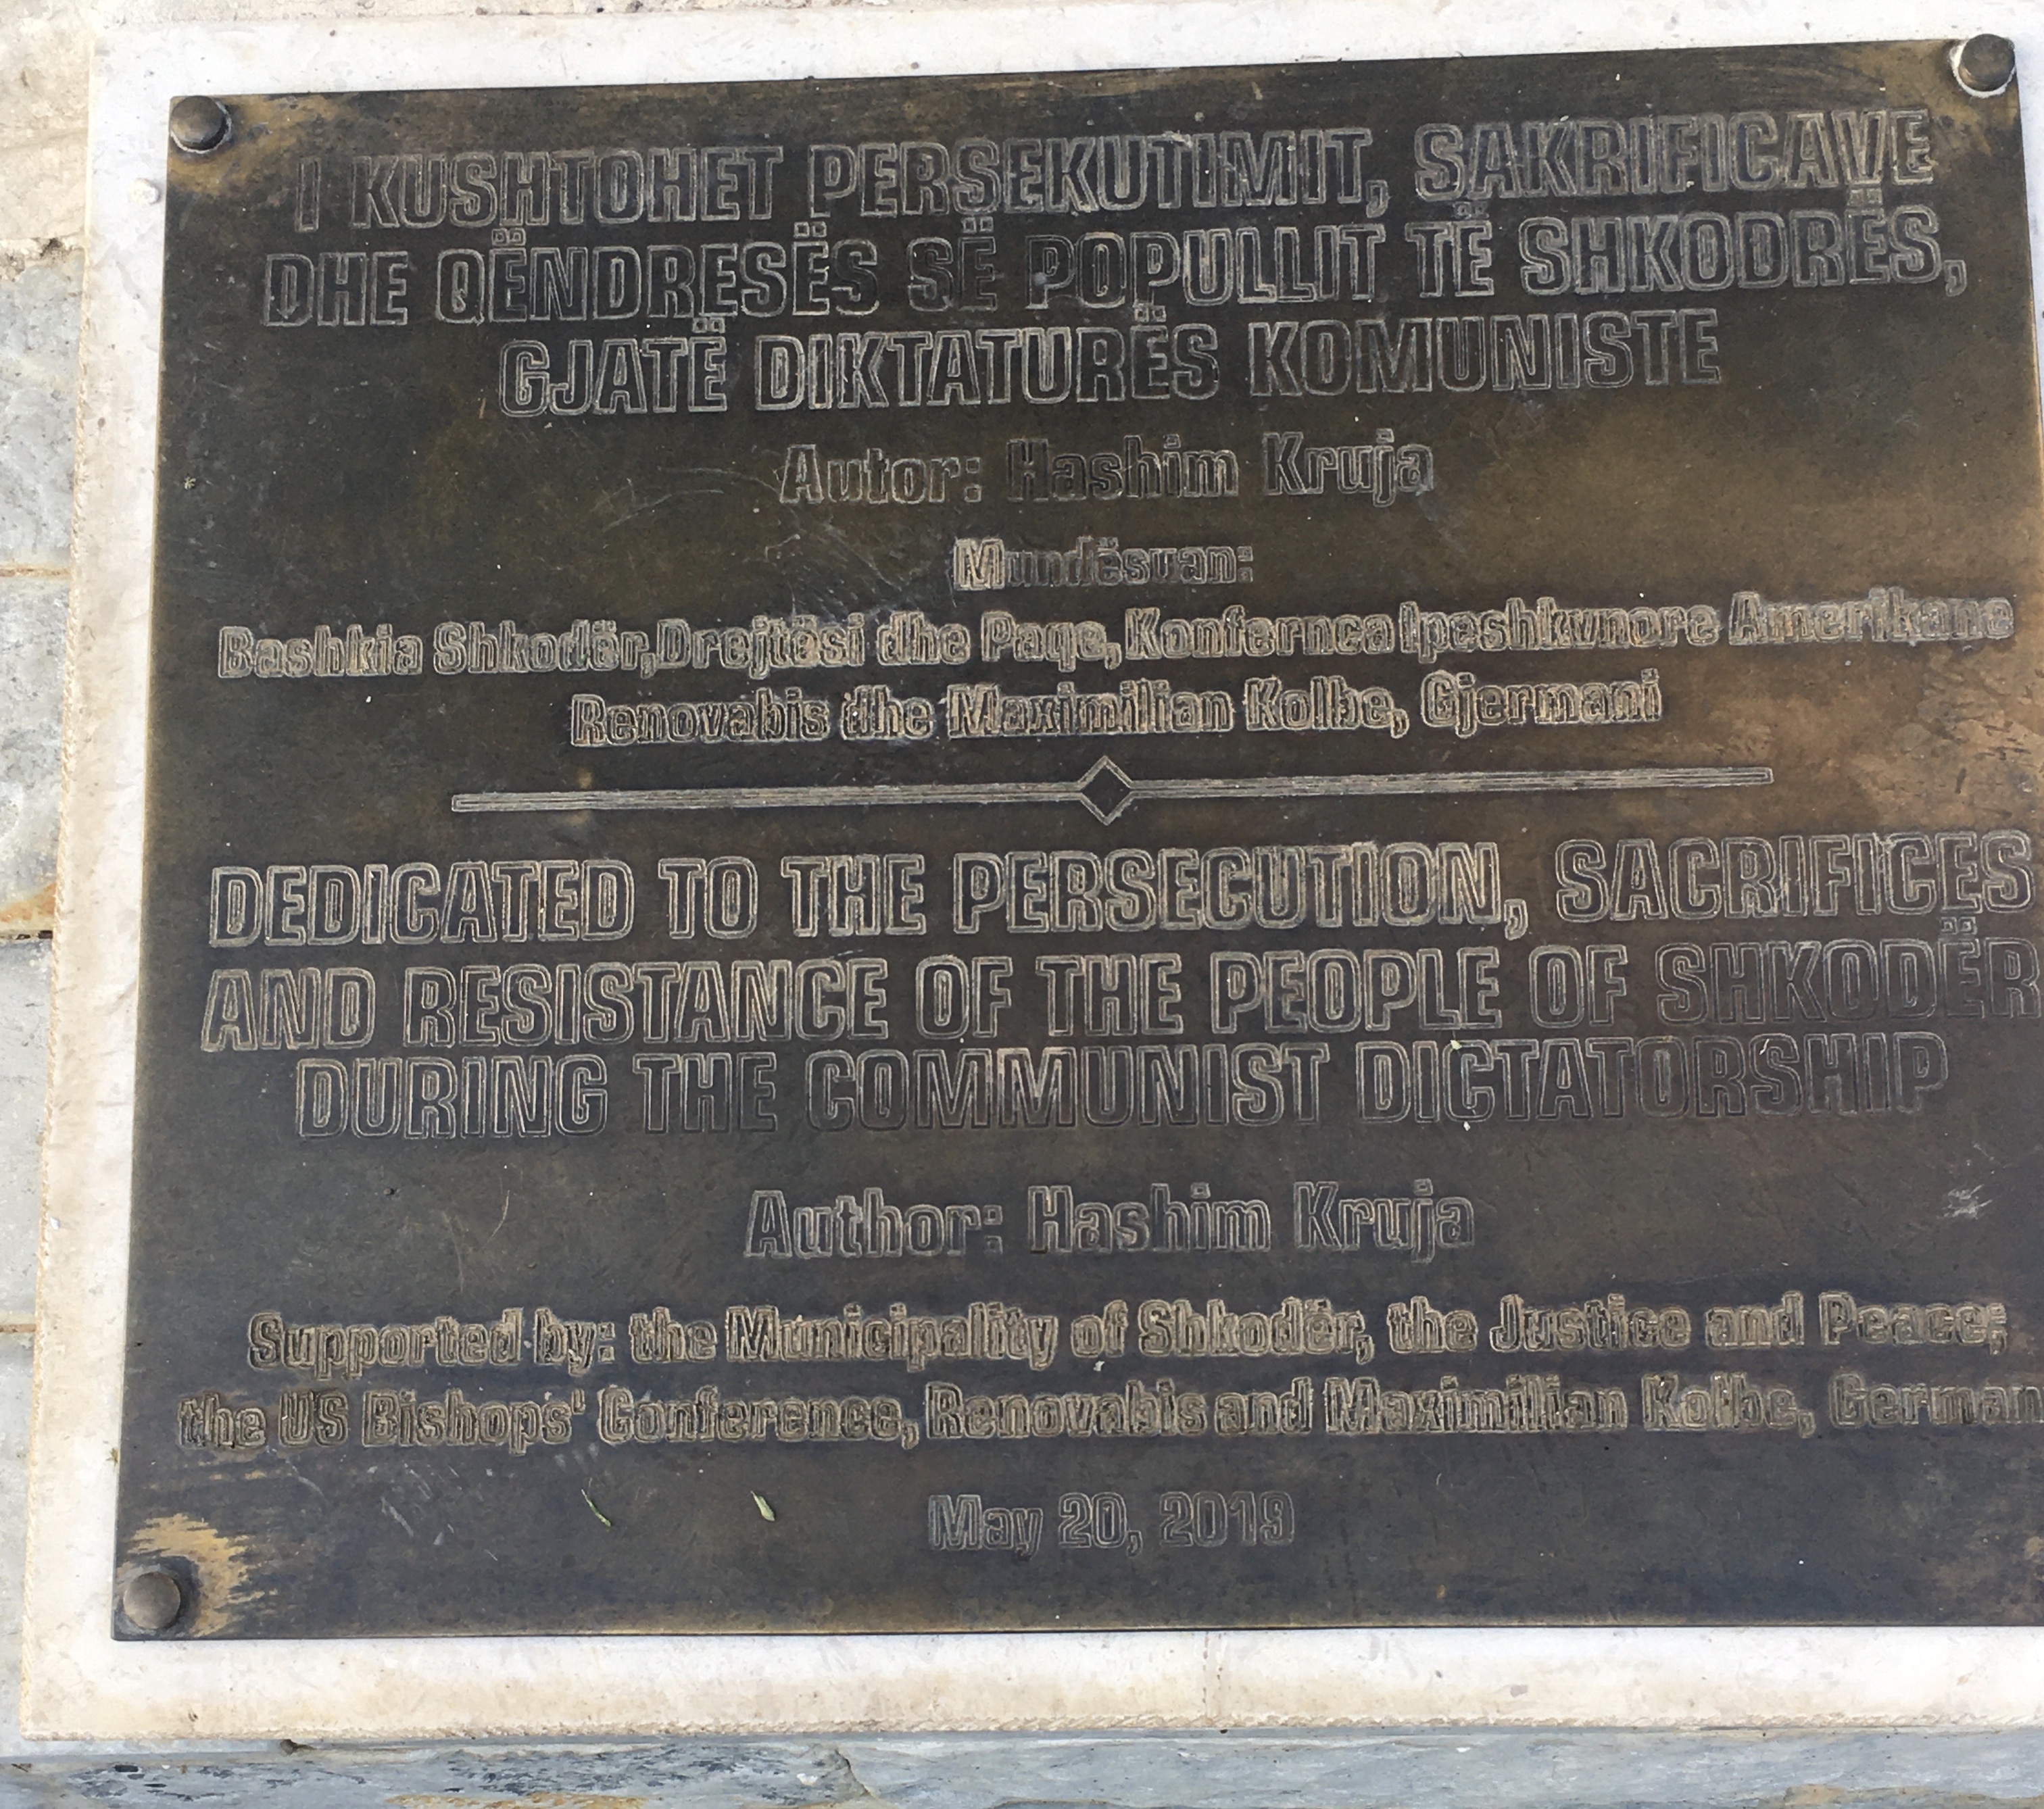 I KUSHTOHET PERSEKUTIMIT, SAKRIFICAVE
DHE QËNDRESËS SË POPULLIT TË SHKODRËS,
GJATË DIKTATURËS KOMUNISTE
Autor: Hashim Kruja
Mundësuan:
Bashkia Shkodër,Drejtësi dhe Paqe, Konfernca Ipeshkvnore Amerikane
Renovabis dhe Maximilian Kolbe, Gjermani
DEDICATED TO THE PERSECUTION, SACRIFICES
AND RESISTANCE OF THE PEOPLE OF SHKODËR
DURING THE COMMUNIST DICTATORSHIP
Author: Hashim Kruja
Supported by: the Municipality of Shkodër, the Justice and Peace;
the US Bishops' Conference, Renovabis and Maximilian Kolbe, German
May 20, 2019